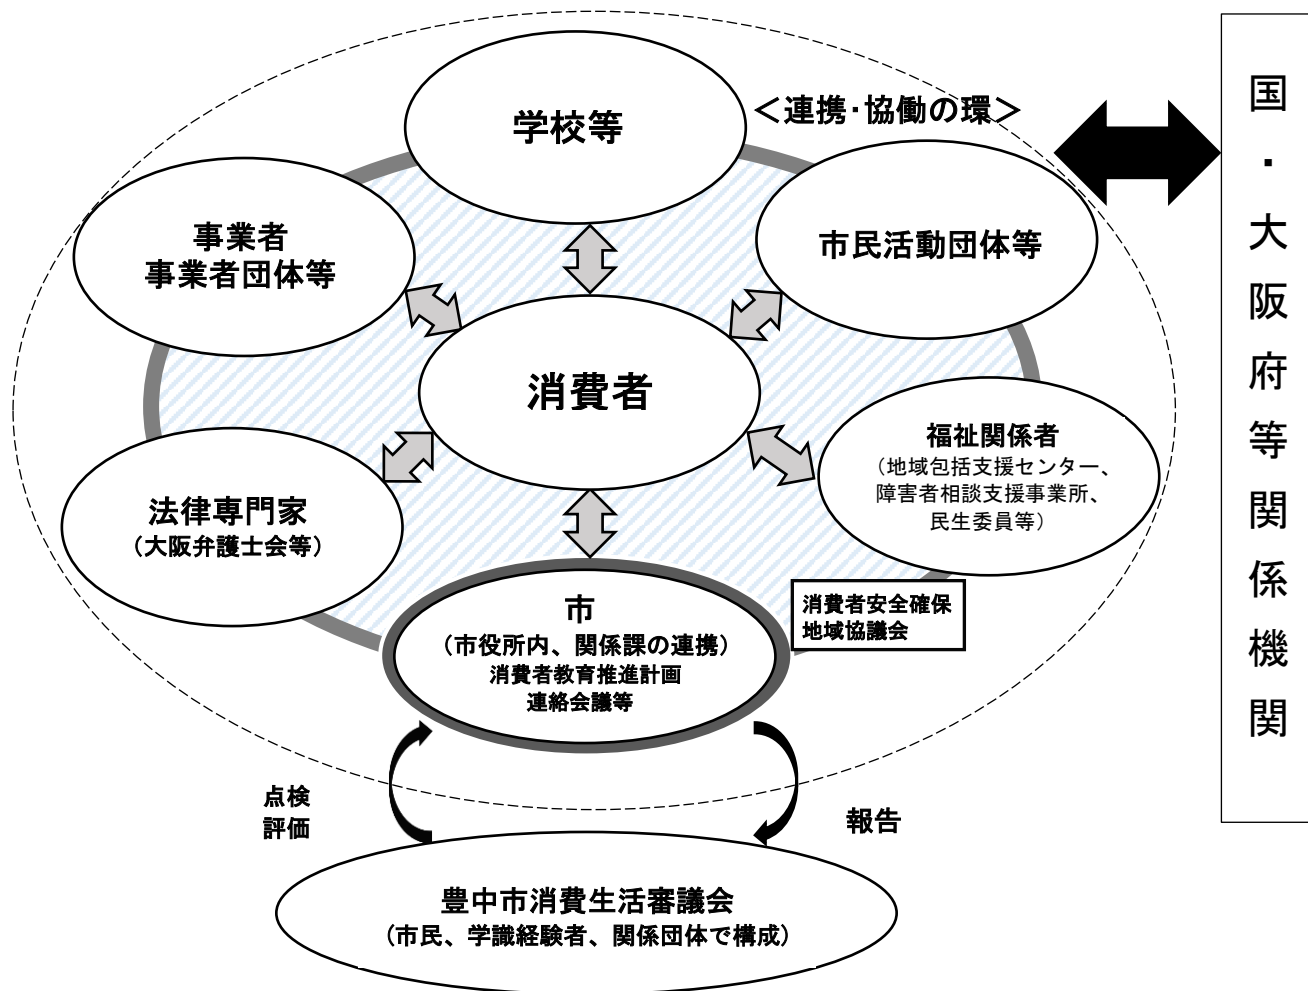 学校等
＜連携・協働の環＞
事業者
事業者団体等
市民活動団体等
消費者
福祉関係者
（地域包括支援センター、
障害者相談支援事業所、
民生委員等）
法律専門家
（大阪弁護士会等）
市
（市役所内、関係課の連携）
消費者教育推進計画
連絡会議等
消費者安全確保
地域協議会
点検
評価
報告
豊中市消費生活審議会
（市民、学識経験者、関係団体で構成）
国・大阪府等関係機関